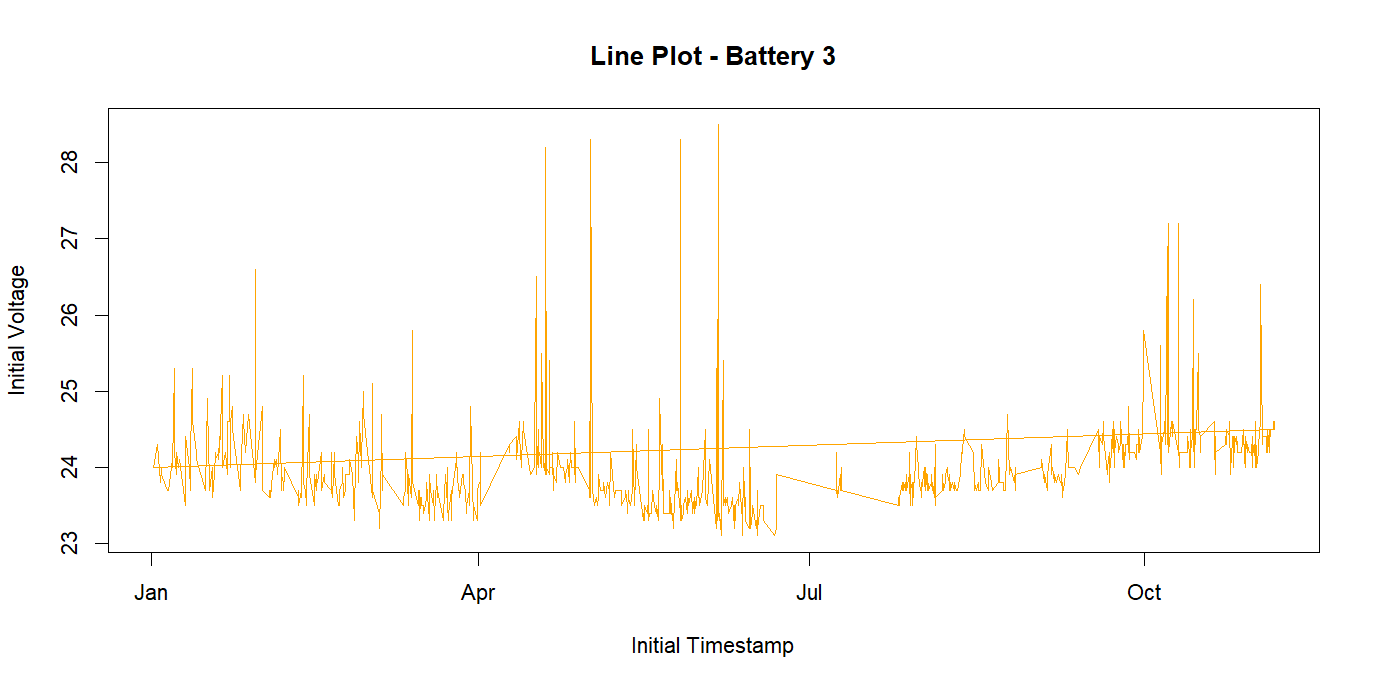 Line Plot - Battery 3
Initial Voltage
28
27
26
25
24
23
Jan Apr Jul Oct
Initial Timestamp